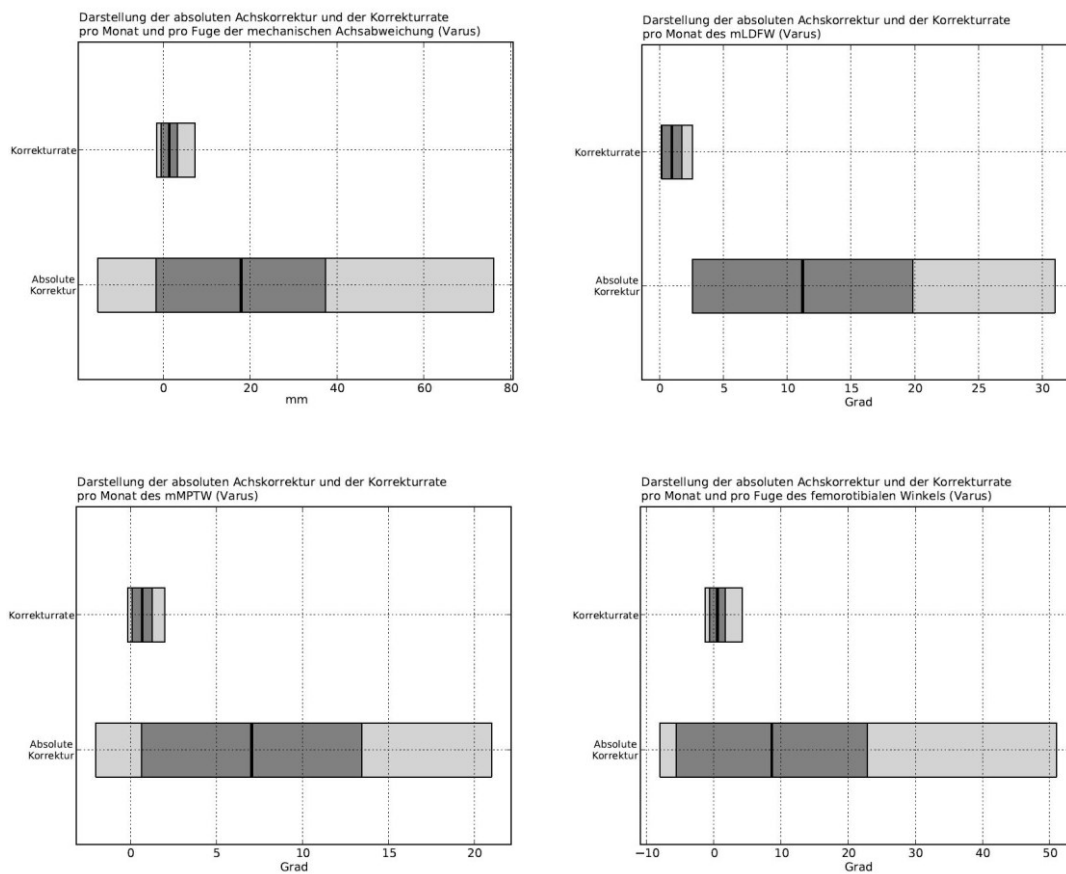 Darstellung der absoluten Achskorrektur und der Korrekturrate
pro Monat und pro Fuge der mechanischen Achsabweichung (Varus)
Korrekturrate
Absolute
Korrektur
0 20 40 60 80
mm
Darstellung der absoluten Achskorrektur und der Korrekturrate
pro Monat des mLDFW (Varus)
Korrekturrate
Absolute
Korrektur
0 5 10 15 20 25 30
Grad
Darstellung der absoluten Achskorrektur und der Korrekturrate
pro Monat des mMPTW (Varus)
Korrekturrate
Absolute
Korrektur
0 5 10 15 20
Grad
Darstellung der absoluten Achskorrektur und der Korrekturrate
pro Monat und pro Fuge des femorotibialen Winkels (Varus)
Korrekturrate
Absolute
Korrektur
−10 0 10 20 30 40 50
Grad